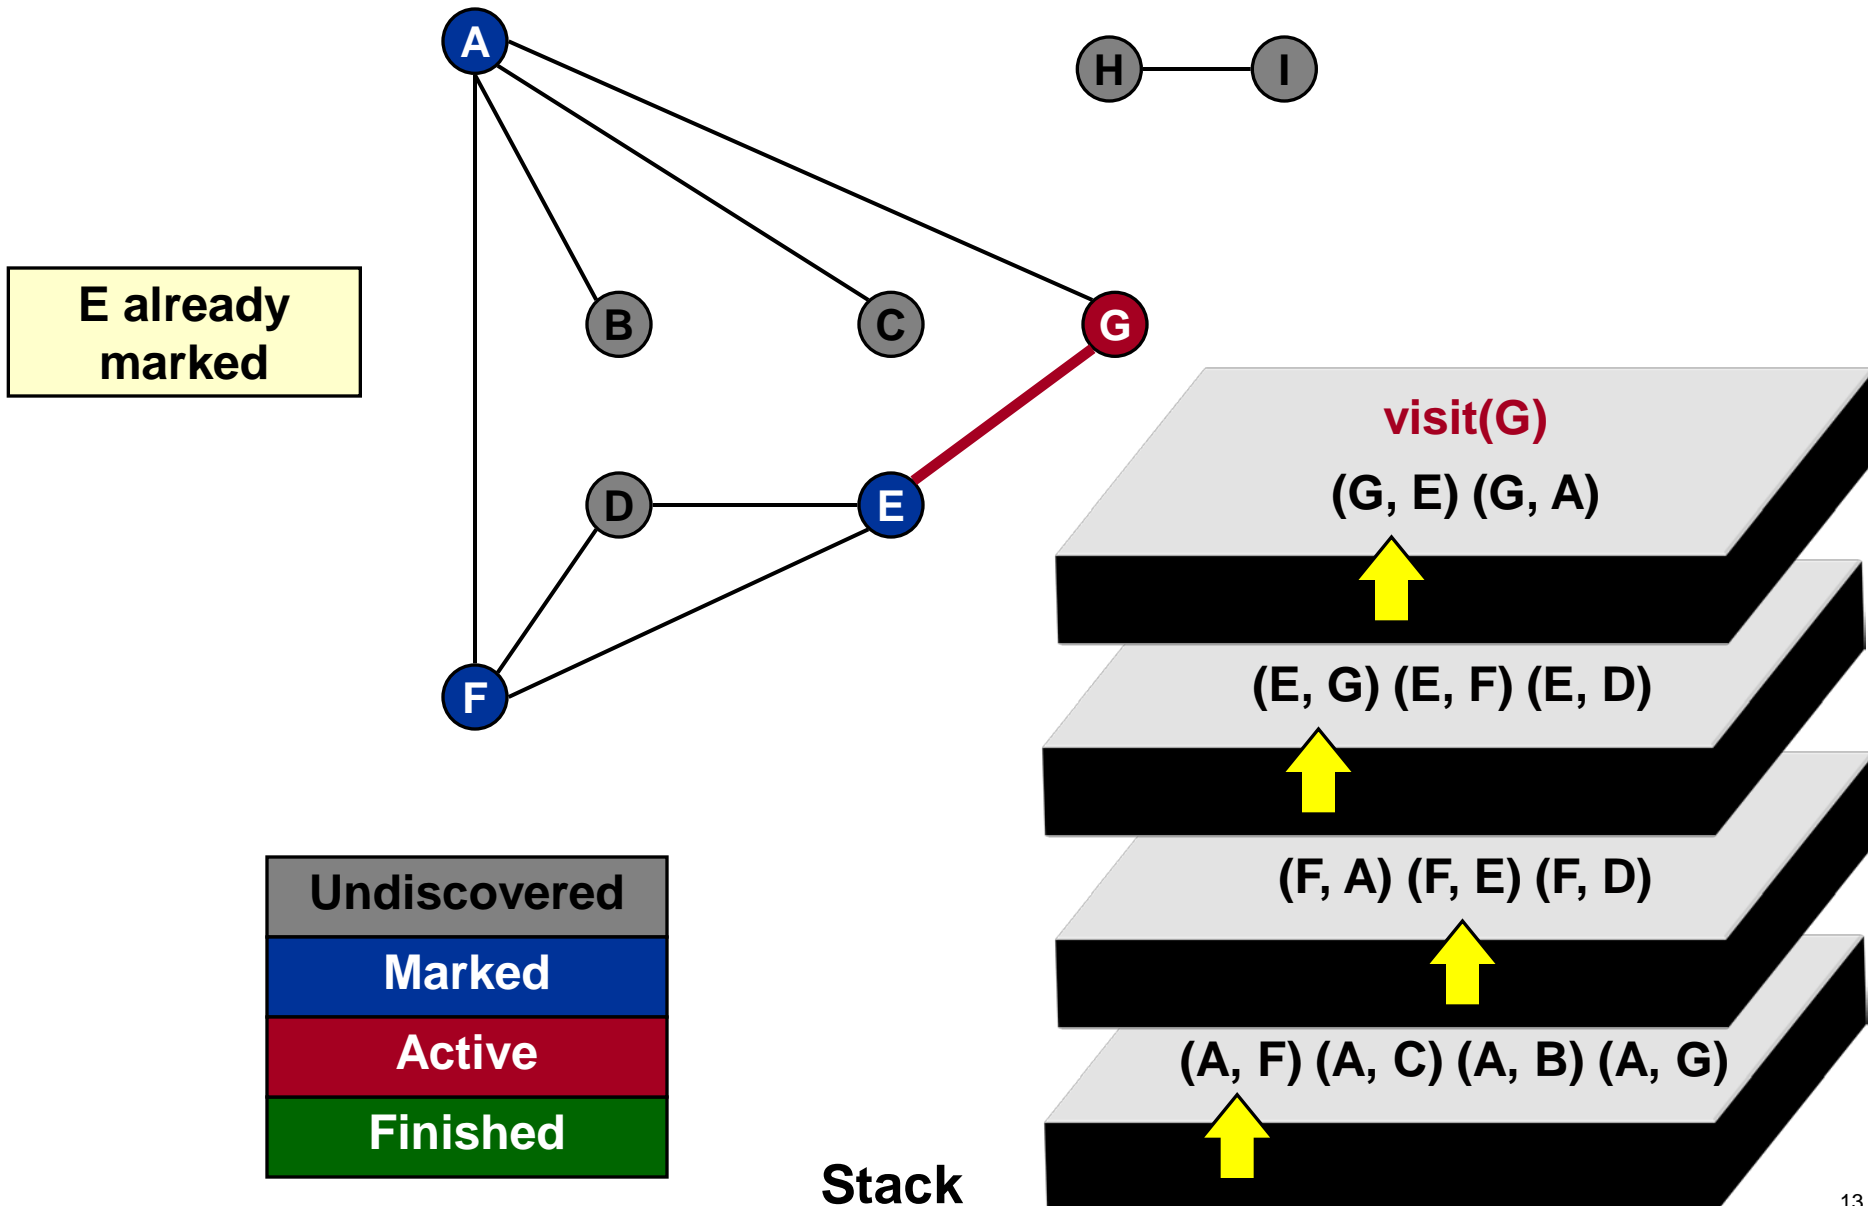 A
H I
E already
marked
B C G
visit(G)
(G, E) (G, A)
D E
(E, G) (E, F) (E, D)
F
Undiscovered
(F, A) (F, E) (F, D)
Marked
Active
(A, F) (A, C) (A, B) (A, G)
Finished
Stack
13